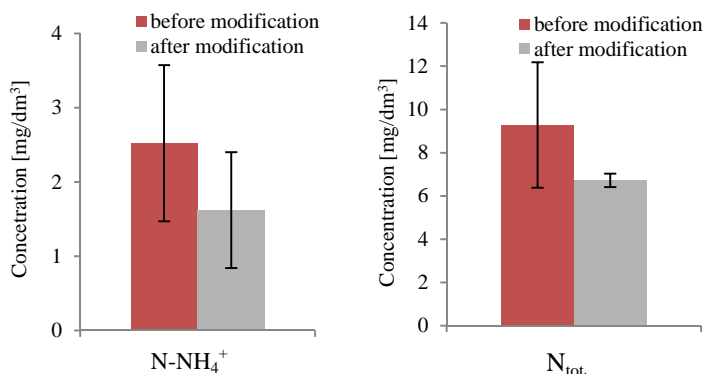 before modification
after modification
4
3
2
1
0
Concetration [mg/dm³]
N-NH₄⁺
before modification
after modification
14
12
10
8
6
4
2
0
Concentration [mg/dm³]
Nₜₒₜ.